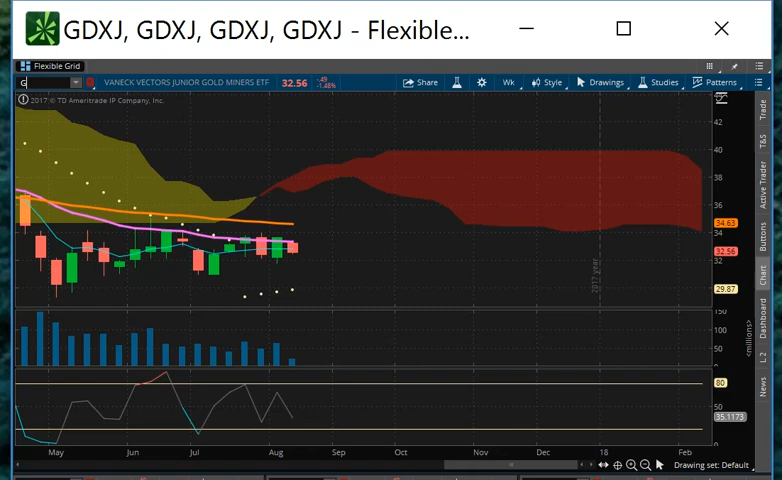 GDXJ, GDXJ, GDXJ, GDXJ - Flexible...
Flexible Grid
G
VANECK VECTORS JUNIOR GOLD MINERS ETF
32.56
-.49
-1.48%
Share
Wk
Style
Drawings
Studies
Patterns
2017 © TD Ameritrade IP Company, Inc.
42
40
38
36
34.63
34
32.56
32
29.87
2017 year
150
100
50
<millions>
80
50
35.1173
0
May
Jun
Jul
Aug
Sep
Oct
Nov
Dec
18
Feb
Drawing set: Default
Trade
T&S
Active Trader
Buttons
Chart
Dashboard
L 2
News